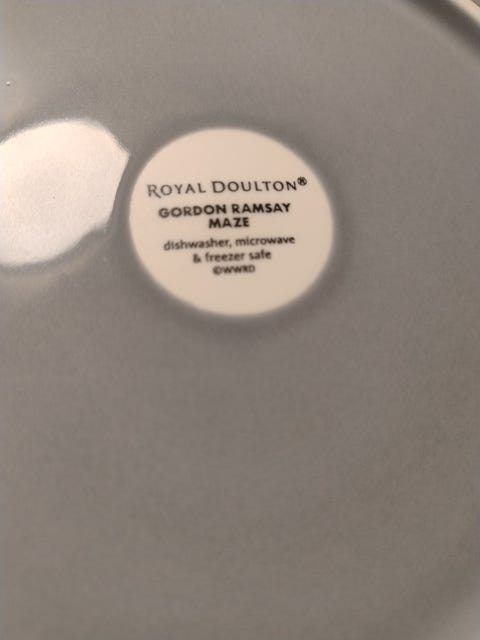 ROYAL DOULTON®
GORDON RAMSAY
MAZE
dishwasher, microwave
& freezer safe
©WWRD